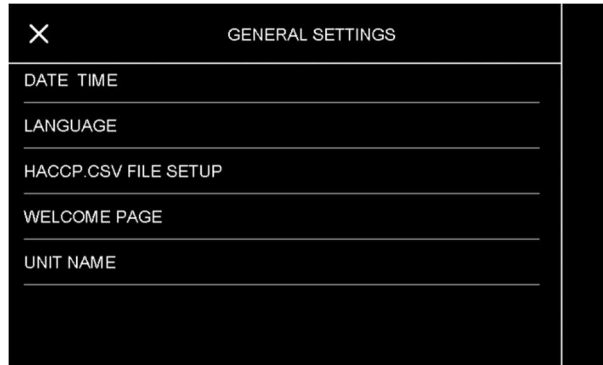 GENERAL SETTINGS
DATE TIME
LANGUAGE
HACCP.CSV FILE SETUP
WELCOME PAGE
UNIT NAME